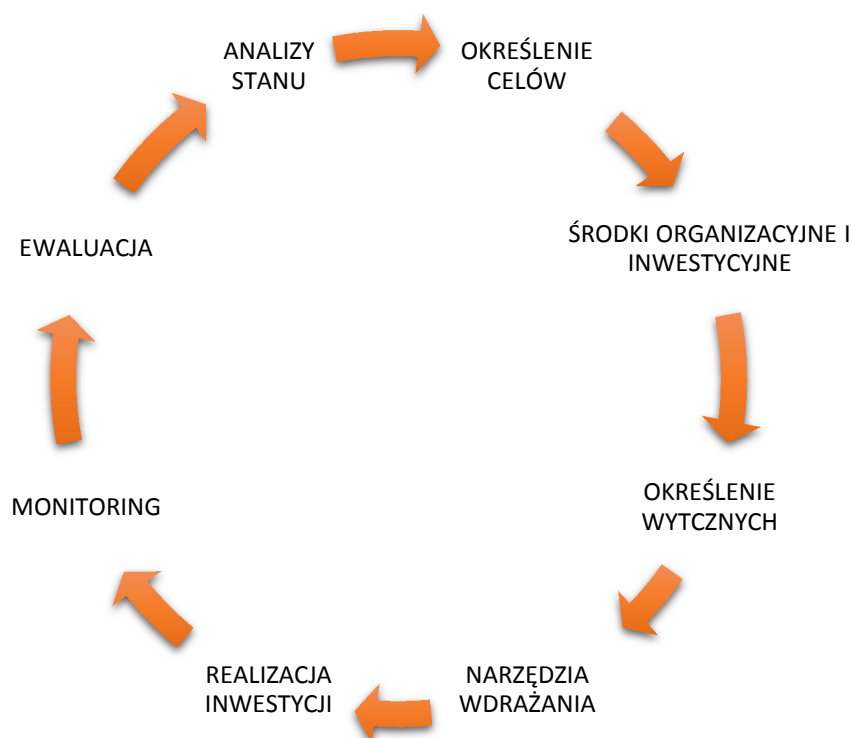 ANALIZY
STANU
OKREŚLENIE
CELÓW
ŚRODKI ORGANIZACYJNE I
INWESTYCYJNE
OKREŚLENIE
WYTCZNYCH
NARZĘDZIA
WDRAŻANIA
REALIZACJA
INWESTYCJI
MONITORING
EWALUACJA